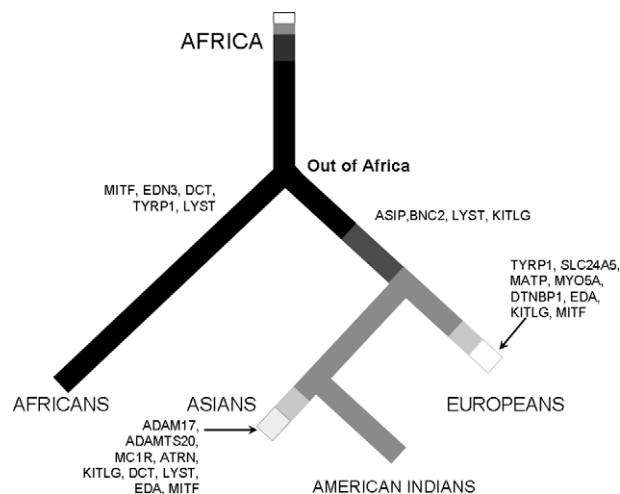 AFRICA
Out of Africa
MITF, EDN3, DCT,
TYRP1, LYST
ASIP,BNC2, LYST, KITLG
TYRP1, SLC24A5,
MATP, MYO5A,
DTNBP1, EDA,
KITLG, MITF
AFRICANS
ASIANS
EUROPEANS
ADAM17,
ADAMTS20,
MC1R, ATRN,
KITLG, DCT, LYST,
EDA, MITF
AMERICAN INDIANS